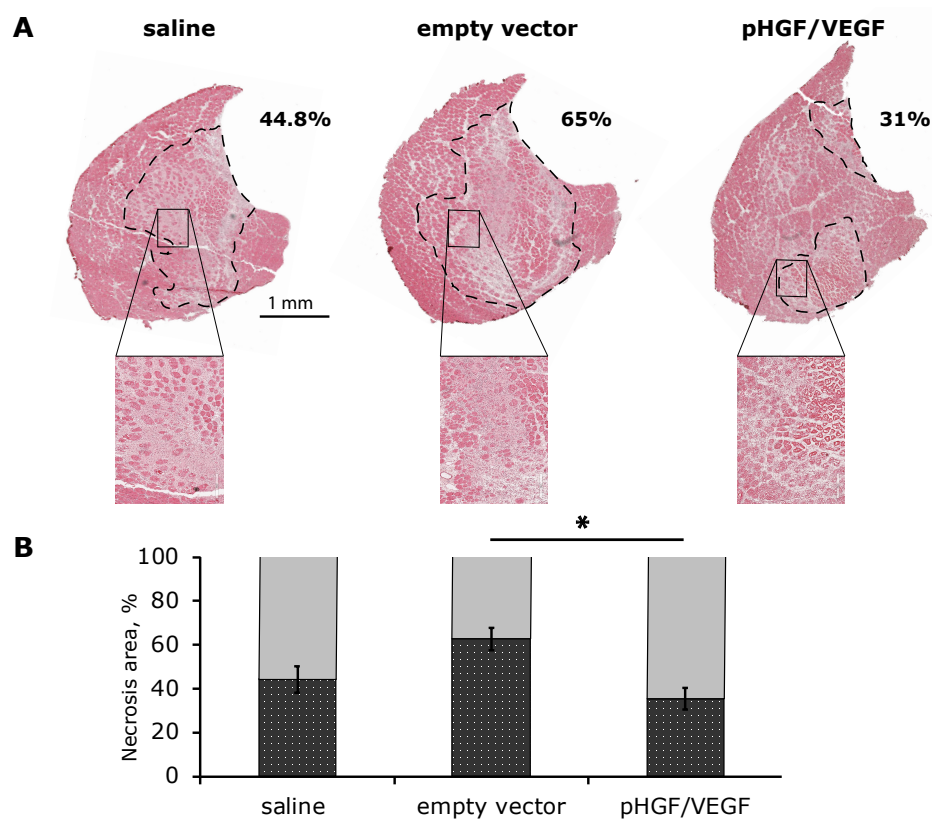 A
saline
empty vector
pHGF/VEGF
44.8%
65%
31%
1 mm
B
*
Necrosis area, %
100
80
60
40
20
0
saline
empty vector
pHGF/VEGF